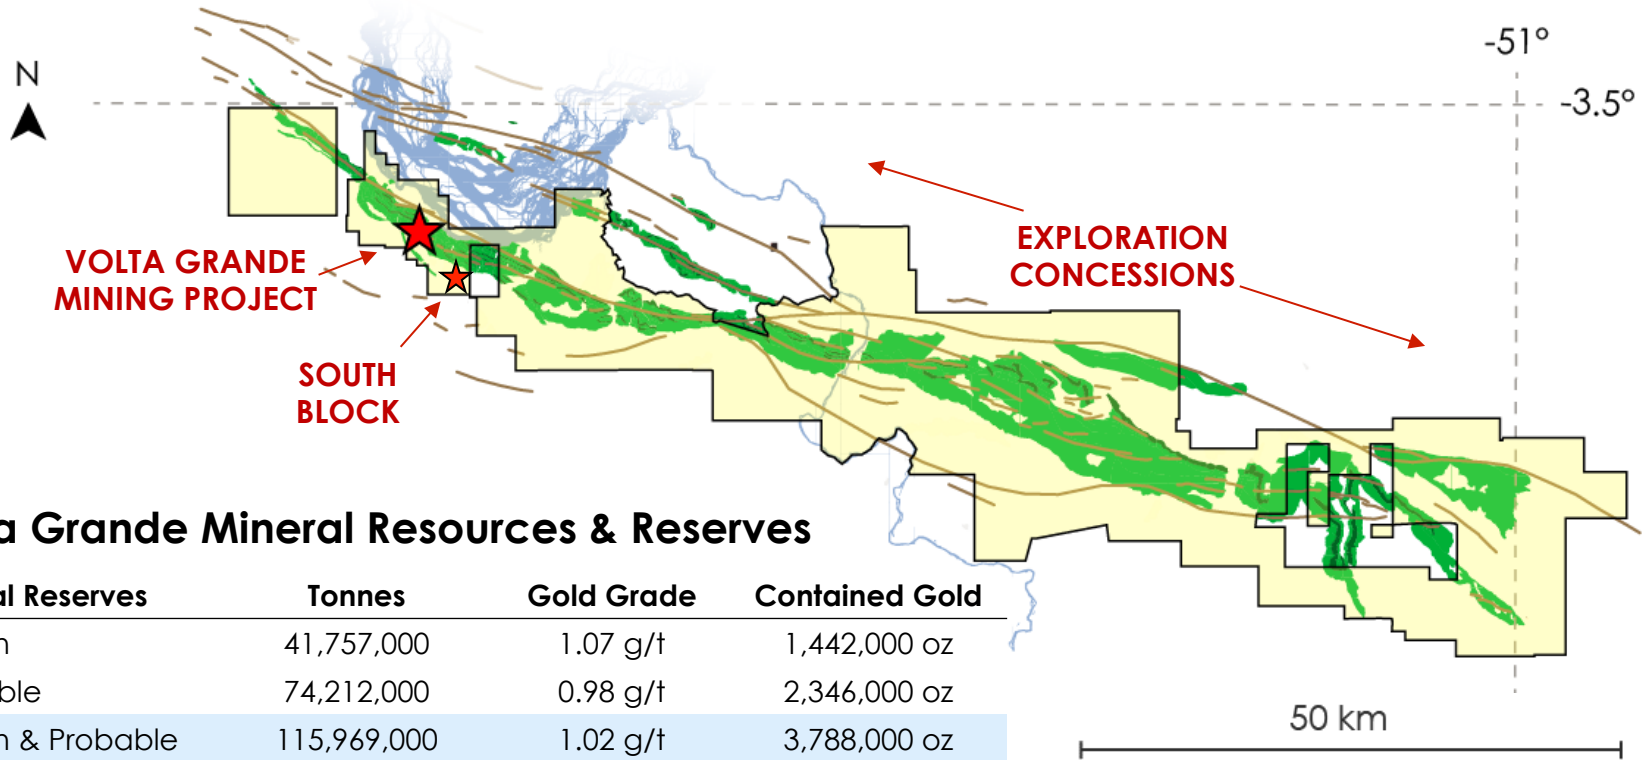 -51°
N
-3.5°
EXPLORATION
CONCESSIONS
VOLTA GRANDE
MINING PROJECT
SOUTH
BLOCK
a Grande Mineral Resources & Reserves
al Reserves Tonnes Gold Grade Contained Gold
n 41,757,000 1.07 g/t 1,442,000 oz
ble 74,212,000 0.98 g/t 2,346,000 oz
n & Probable 115,969,000 1.02 g/t 3,788,000 oz
50 km